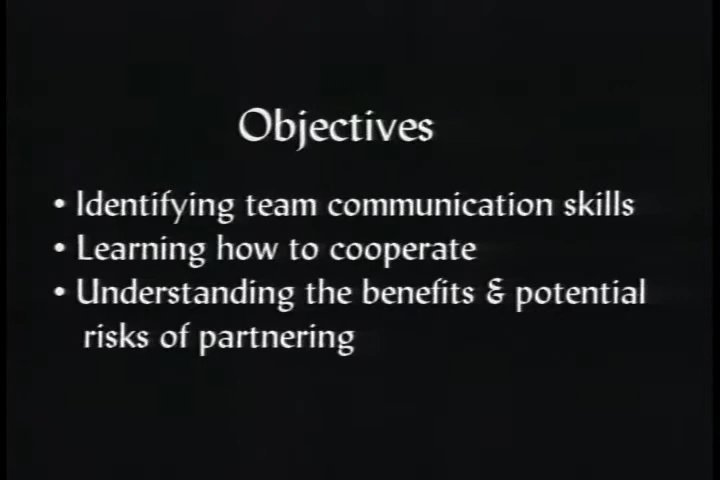 Objectives
• Identifying team communication skills
• Learning how to cooperate
• Understanding the benefits & potential
risks of partnering